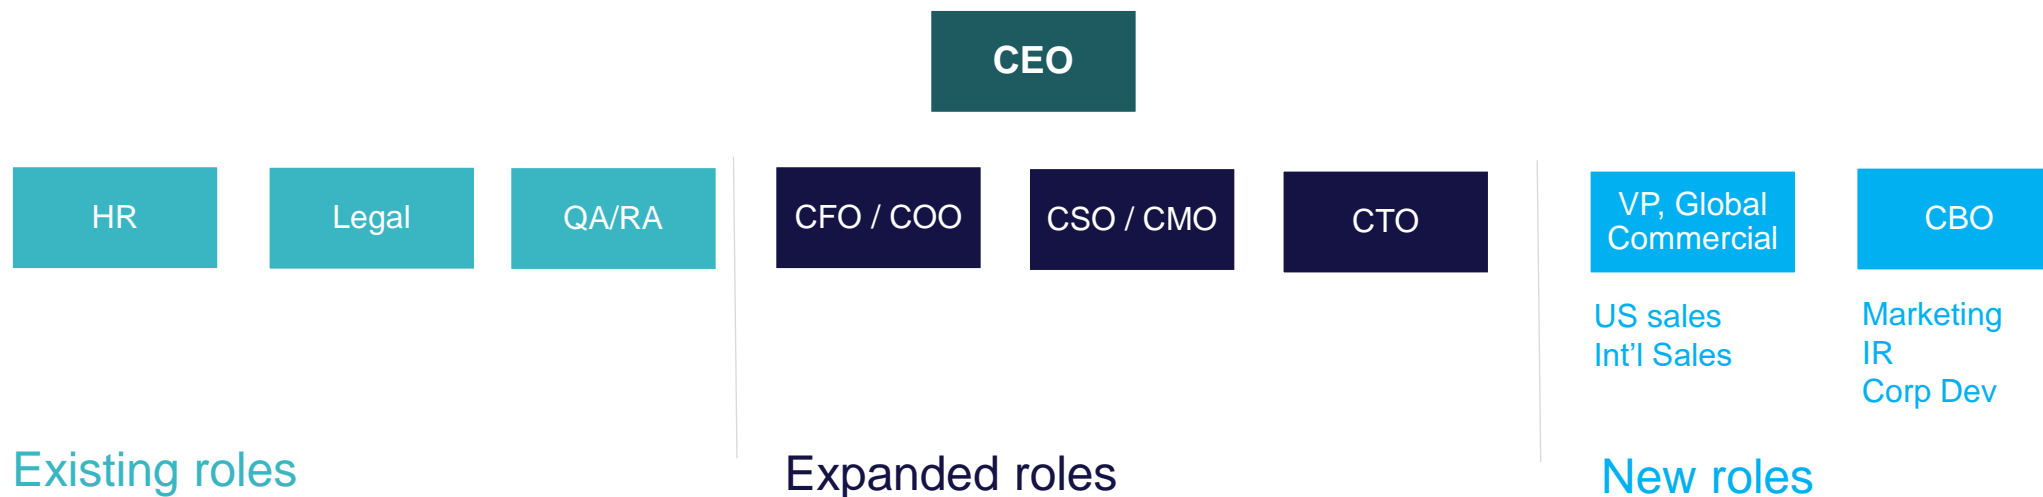 CEO
HR
Legal
QA/RA
CFO / COO
CSO / CMO
CTO
VP, Global
Commercial
CBO
US sales
Int’l Sales
Marketing
IR
Corp Dev
Existing roles
Expanded roles
New roles